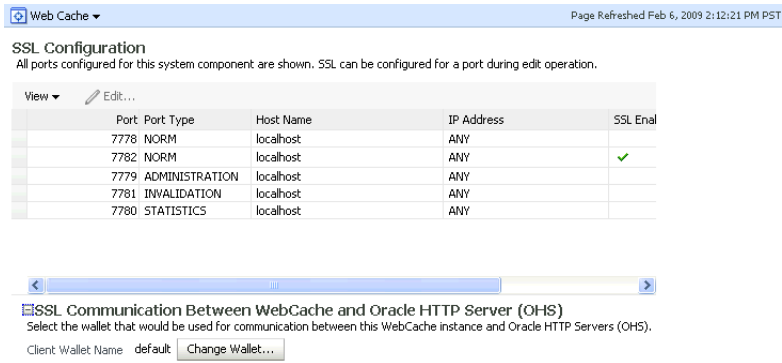 Web Cache
Page Refreshed Feb 6, 2009 2:12:21 PM PST
SSL Configuration
All ports configured for this system component are shown. SSL can be configured for a port during edit operation.
View Edit...
Port Port Type Host Name IP Address SSL Enal
7778 NORM localhost ANY
7782 NORM localhost ANY
7779 ADMINISTRATION localhost ANY
7781 INVALIDATION localhost ANY
7780 STATISTICS localhost ANY
SSL Communication Between WebCache and Oracle HTTP Server (OHS)
Select the wallet that would be used for communication between this WebCache instance and Oracle HTTP Servers (OHS).
Client Wallet Name default Change Wallet...